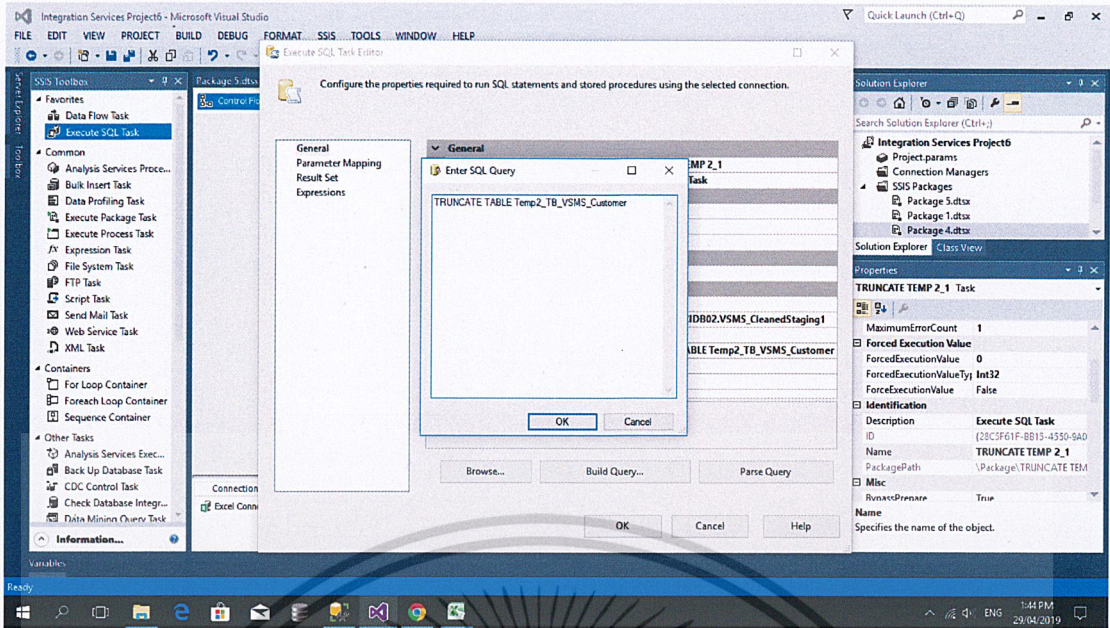 Integration Services Project6 - Microsoft Visual Studio
Quick Launch (Ctrl+Q)
FILE EDIT VIEW PROJECT BUILD DEBUG FORMAT SSIS TOOLS WINDOW HELP
Execute SQL Task Editor
Configure the properties required to run SQL statements and stored procedures using the selected connection.
Server Explorer
Toolbox
SSIS Toolbox
Favorites
Data Flow Task
Execute SQL Task
Common
Analysis Services Proce...
Bulk Insert Task
Data Profiling Task
Execute Package Task
Execute Process Task
Expression Task
File System Task
FTP Task
Script Task
Send Mail Task
Web Service Task
XML Task
Containers
For Loop Container
Foreach Loop Container
Sequence Container
Other Tasks
Analysis Services Exec...
Back Up Database Task
CDC Control Task
Check Database Integr...
Data Mining Query Task
Information...
Package 5.dtsx
Control Flo
Connection
Excel Conn
General
Parameter Mapping
Result Set
Expressions
General
EMP 2_1
Task
IDB02.VSMS_CleanedStaging1
ABLE Temp2_TB_VSMS_Customer
Enter SQL Query
TRUNCATE TABLE Temp2_TB_VSMS_Customer
OK Cancel
Browse... Build Query... Parse Query
OK Cancel Help
Solution Explorer
Search Solution Explorer (Ctrl+;)
Integration Services Project6
Project.params
Connection Managers
SSIS Packages
Package 5.dtsx
Package 1.dtsx
Package 4.dtsx
Solution Explorer Class View
Properties
TRUNCATE TEMP 2_1 Task
MaximumErrorCount 1
Forced Execution Value
ForcedExecutionValue 0
ForcedExecutionValueTy Int32
ForceExecutionValue False
Identification
Description Execute SQL Task
ID {28C5F61F-BB15-4550-9A0
Name TRUNCATE TEMP 2_1
PackagePath \Package\TRUNCATE TEM
Misc
BypassPrepare True
Name
Specifies the name of the object.
Variables
Ready
ENG
1:44 PM
29/04/2019